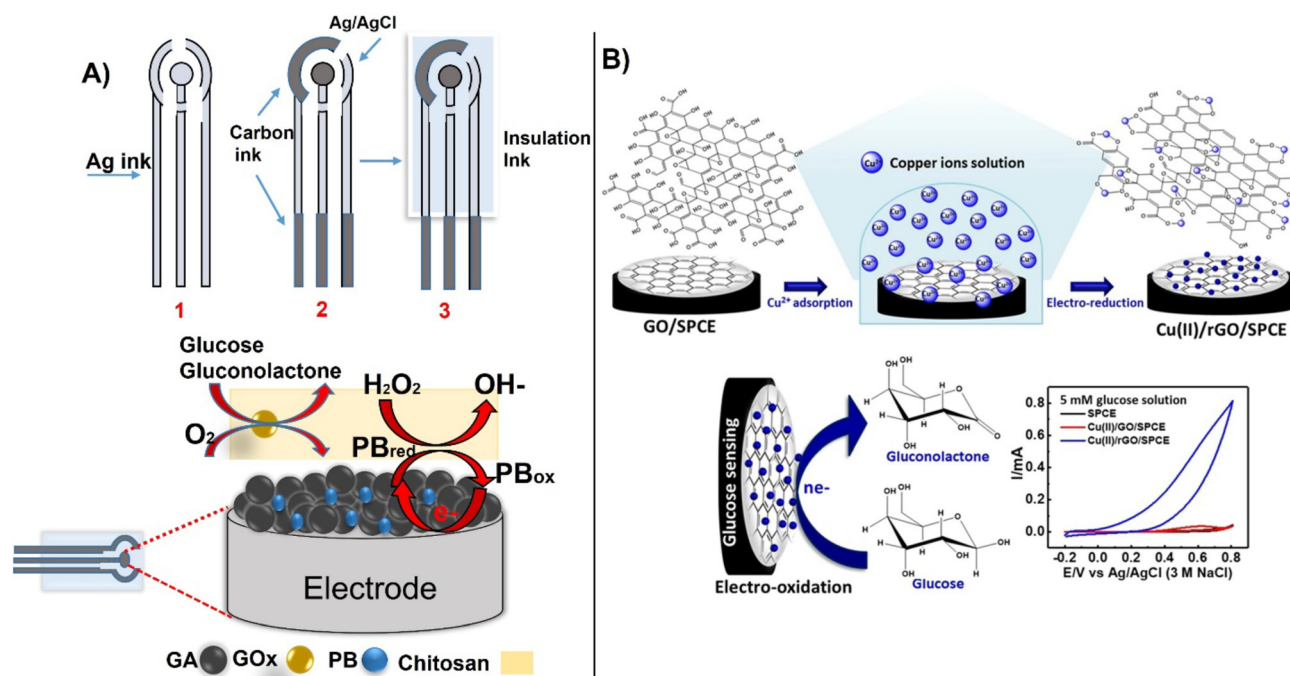 A)
Ag/AgCl
Ag ink
Carbon
ink
Insulation
Ink
1
2
3
Glucose
Gluconolactone
O2
H2O2
OH-
PBred
PBox
e-
Electrode
GA
GOx
PB
Chitosan
B)
Cu2+ Copper ions solution
GO/SPCE
Cu2+ adsorption
Electro-reduction
Cu(II)/rGO/SPCE
Glucose sensing
Electro-oxidation
ne-
Gluconolactone
Glucose
5 mM glucose solution
SPCE
Cu(II)/GO/SPCE
Cu(II)/rGO/SPCE
I/mA
0.8
0.6
0.4
0.2
0.0
-0.2 0.0 0.2 0.4 0.6 0.8
E/V vs Ag/AgCl (3 M NaCl)